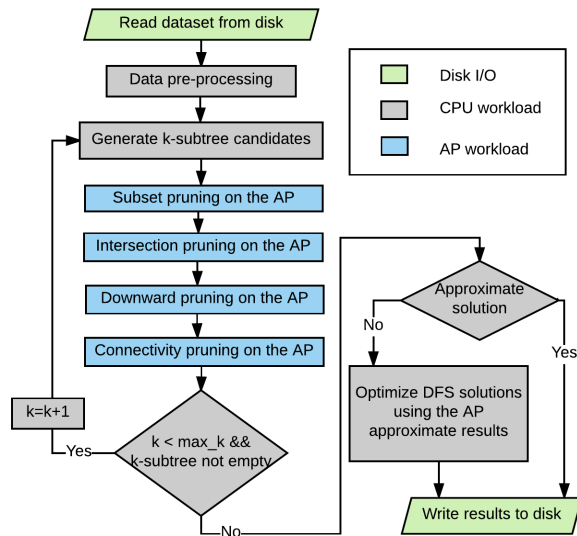 Read dataset from disk
Data pre-processing
Generate k-subtree candidates
Subset pruning on the AP
Intersection pruning on the AP
Downward pruning on the AP
Connectivity pruning on the AP
k=k+1
k < max_k &&
k-subtree not empty
Yes
No
Disk I/O
CPU workload
AP workload
Approximate
solution
No
Yes
Optimize DFS solutions
using the AP
approximate results
Write results to disk